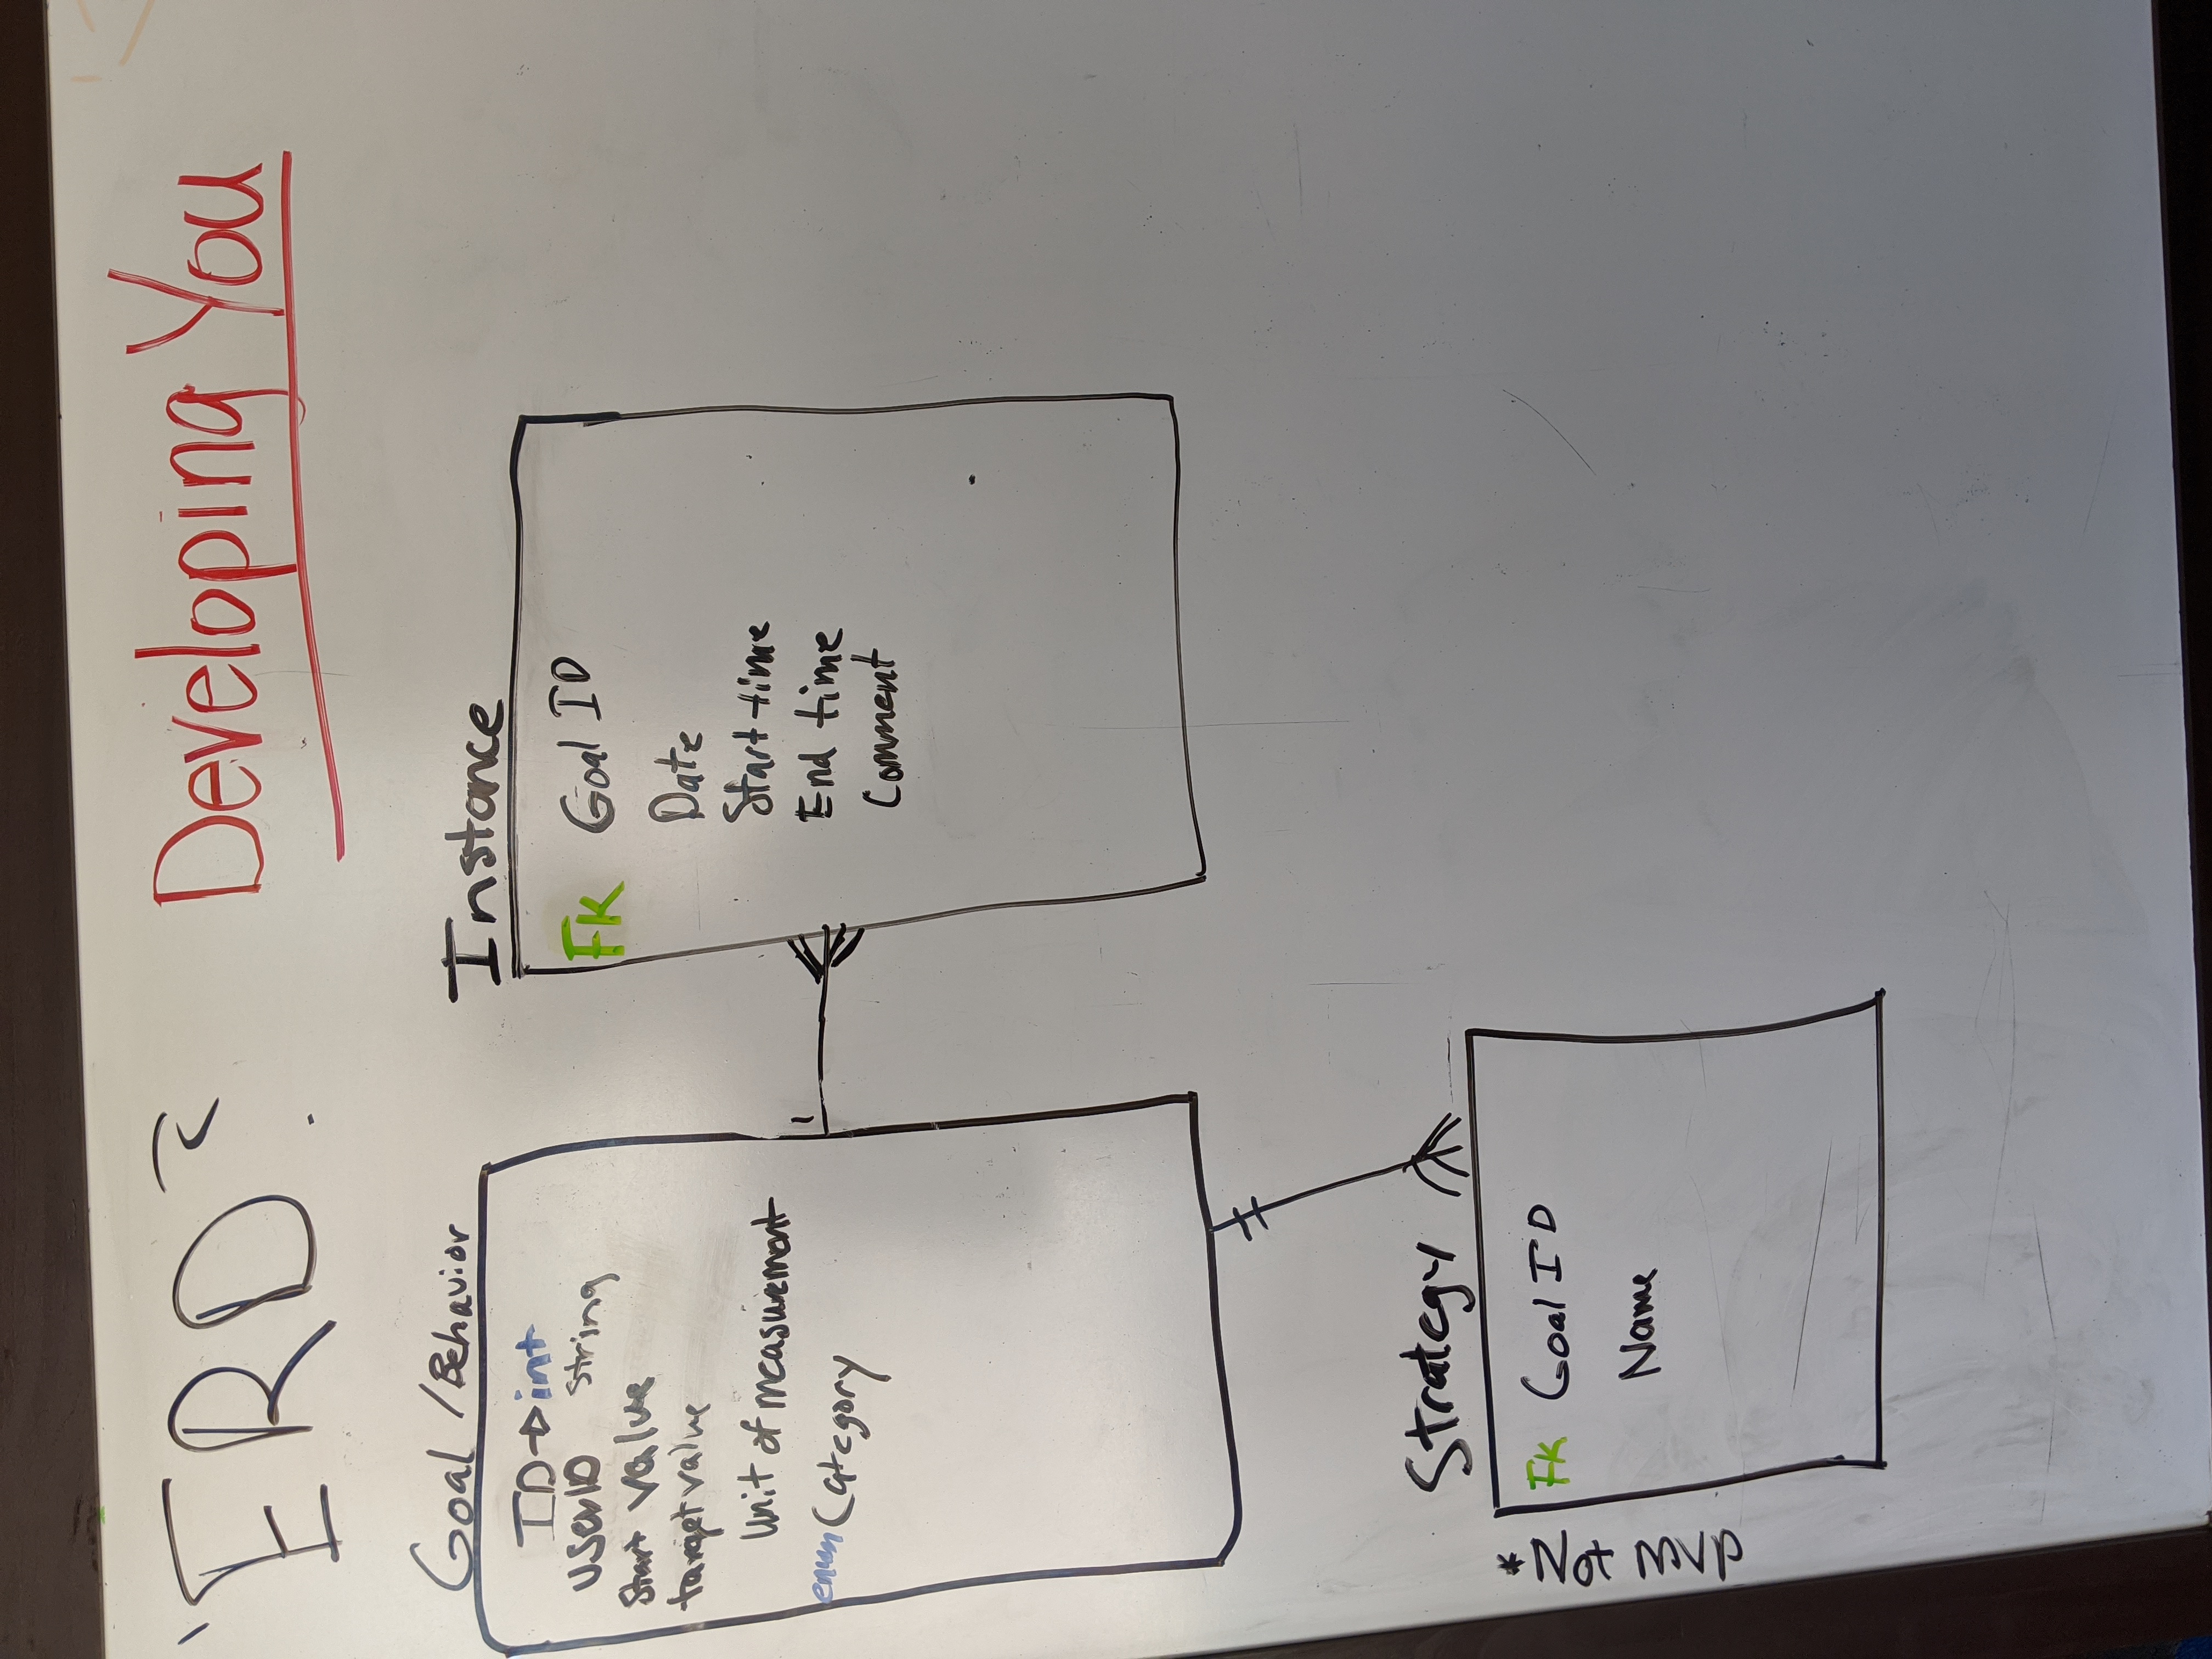 'ERD?
Developing You
Goal /Behavior
ID → int
userID string
Start value
target value
Unit of measurement
enum Category
1
Instance
FK Goal ID
Date
Start time
End time
Comment
Strategy
FK Goal ID
Name
*Not MVP